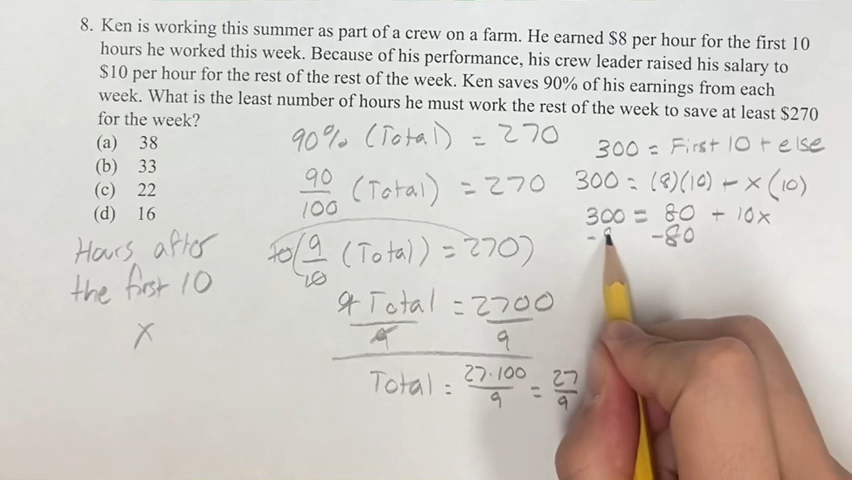 8. Ken is working this summer as part of a crew on a farm. He earned $8 per hour for the first 10
hours he worked this week. Because of his performance, his crew leader raised his salary to
$10 per hour for the rest of the rest of the week. Ken saves 90% of his earnings from each
week. What is the least number of hours he must work the rest of the week to save at least $270
for the week?
(a) 38
(b) 33
(c) 22
(d) 16
Hours after
the first 10
x
90% (Total) = 270
90/100 (Total) = 270
10(9/10 (Total) = 270)
9 Total = 2700
9 9
Total = 27·100/9 = 27/9
300 = First 10 + else
300 = (8)(10) + x(10)
300 = 80 + 10x
-8 -80